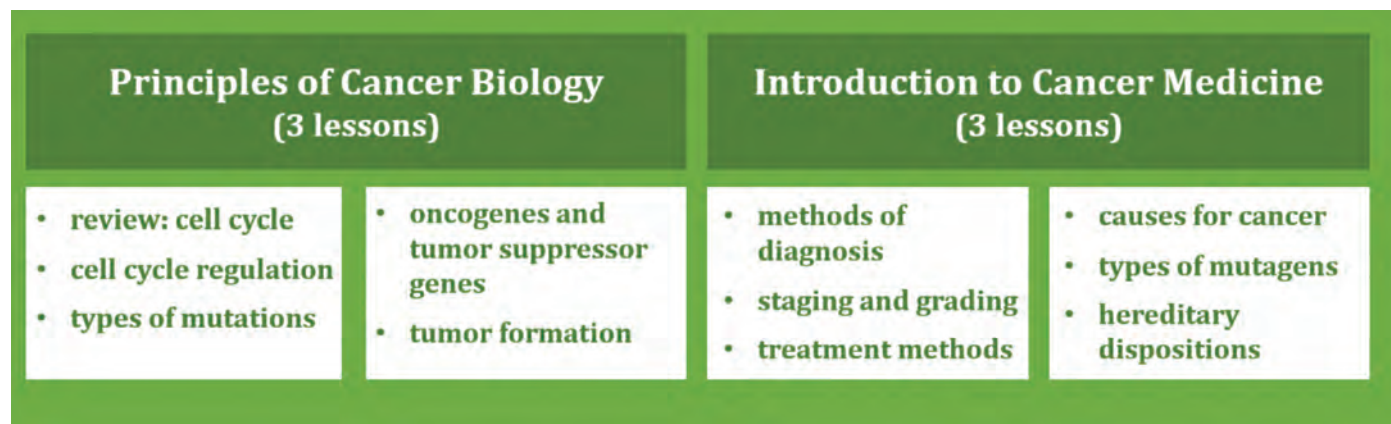 Principles of Cancer Biology
(3 lessons)
• review: cell cycle
• cell cycle regulation
• types of mutations
• oncogenes and
tumor suppressor
genes
• tumor formation
Introduction to Cancer Medicine
(3 lessons)
• methods of
diagnosis
• staging and grading
• treatment methods
• causes for cancer
• types of mutagens
• hereditary
dispositions